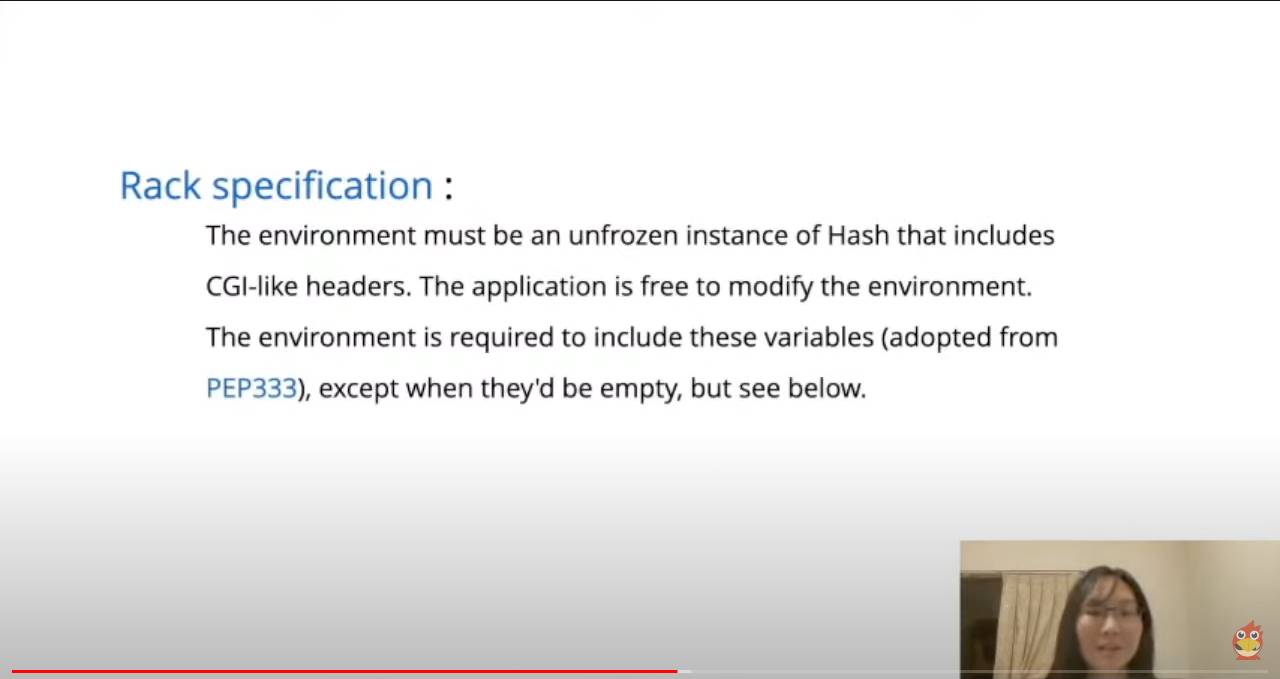 Rack specification :
The environment must be an unfrozen instance of Hash that includes
CGI-like headers. The application is free to modify the environment.
The environment is required to include these variables (adopted from
PEP333), except when they'd be empty, but see below.